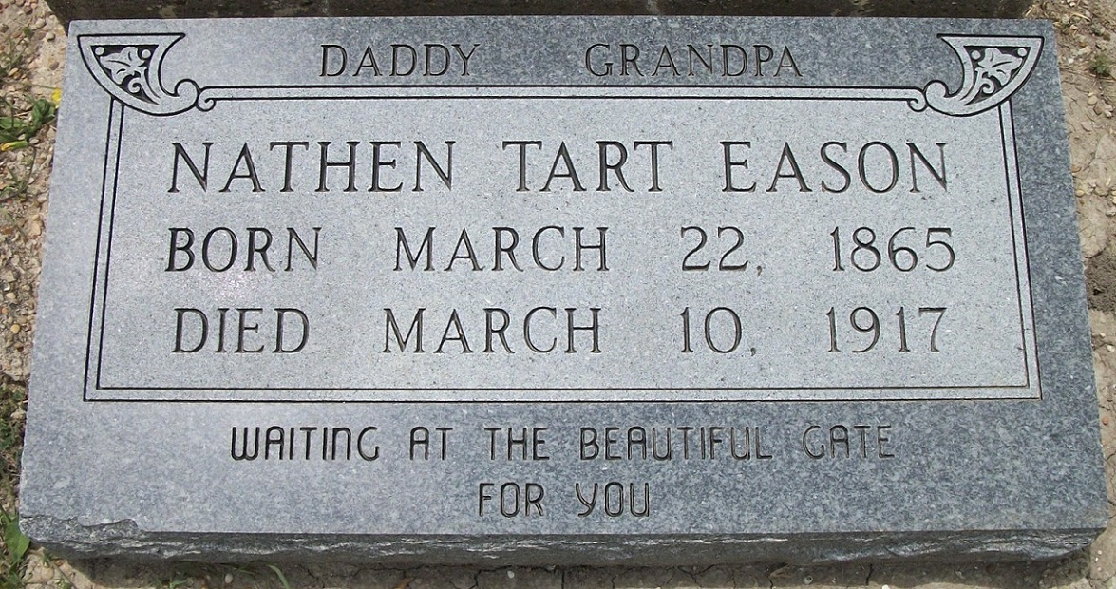 DADDY GRANDPA
NATHEN TART EASON
BORN MARCH 22, 1865
DIED MARCH 10, 1917
WAITING AT THE BEAUTIFUL GATE
FOR YOU